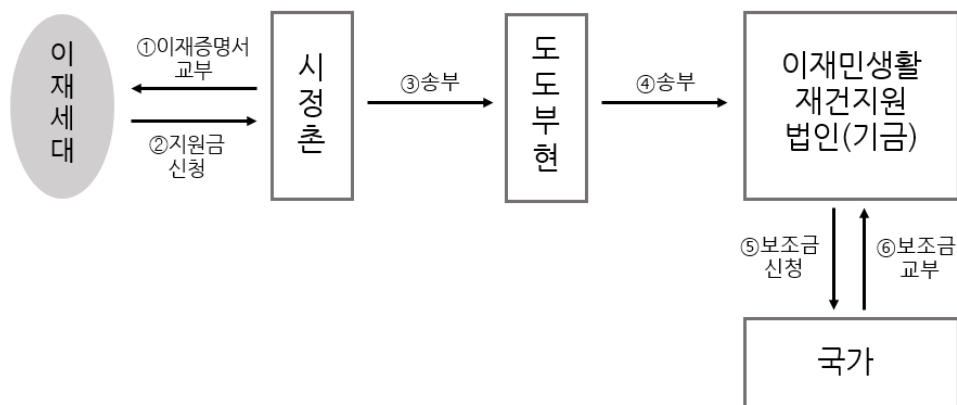 이재세대
①이재증명서
교부
②지원금
신청
시정촌
③송부
도도부현
④송부
이재민생활
재건지원
법인(기금)
⑤보조금
신청
⑥보조금
교부
국가